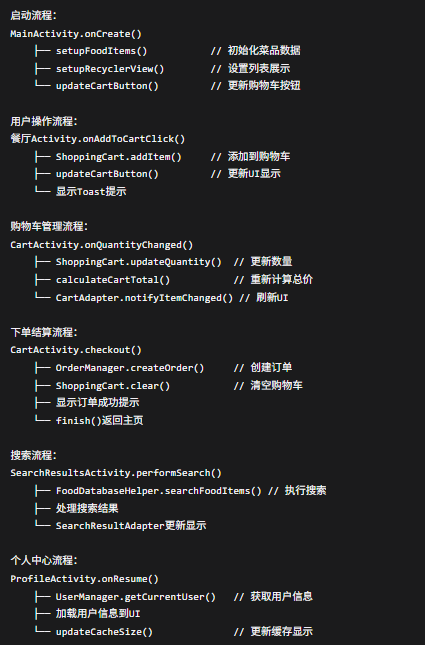 启动流程：
MainActivity.onCreate()
├── setupFoodItems() // 初始化菜品数据
├── setupRecyclerView() // 设置列表展示
└── updateCartButton() // 更新购物车按钮
用户操作流程：
餐厅Activity.onAddToCartClick()
├── ShoppingCart.addItem() // 添加到购物车
├── updateCartButton() // 更新UI显示
└── 显示Toast提示
购物车管理流程：
CartActivity.onQuantityChanged()
├── ShoppingCart.updateQuantity() // 更新数量
├── calculateCartTotal() // 重新计算总价
└── CartAdapter.notifyItemChanged() // 刷新UI
下单结算流程：
CartActivity.checkout()
├── OrderManager.createOrder() // 创建订单
├── ShoppingCart.clear() // 清空购物车
├── 显示订单成功提示
└── finish()返回主页
搜索流程：
SearchResultsActivity.performSearch()
├── FoodDatabaseHelper.searchFoodItems() // 执行搜索
├── 处理搜索结果
└── SearchResultAdapter更新显示
个人中心流程：
ProfileActivity.onResume()
├── UserManager.getCurrentUser() // 获取用户信息
├── 加载用户信息到UI
└── updateCacheSize() // 更新缓存显示